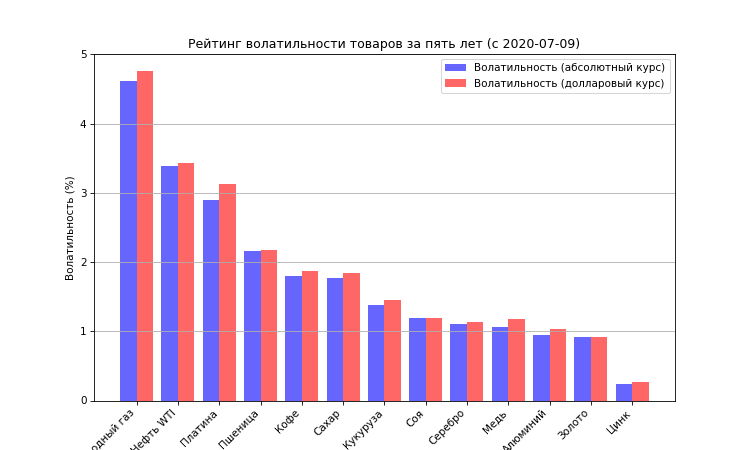 Рейтинг волатильности товаров за пять лет (с 2020-07-09)
Волатильность (абсолютный курс)
Волатильность (долларовый курс)
Волатильность (%)
5
4
3
2
1
0
одный газ
Нефть WTI
Платина
Пшеница
Кофе
Сахар
Кукуруза
Соя
Серебро
Медь
Алюминий
Золото
Цинк